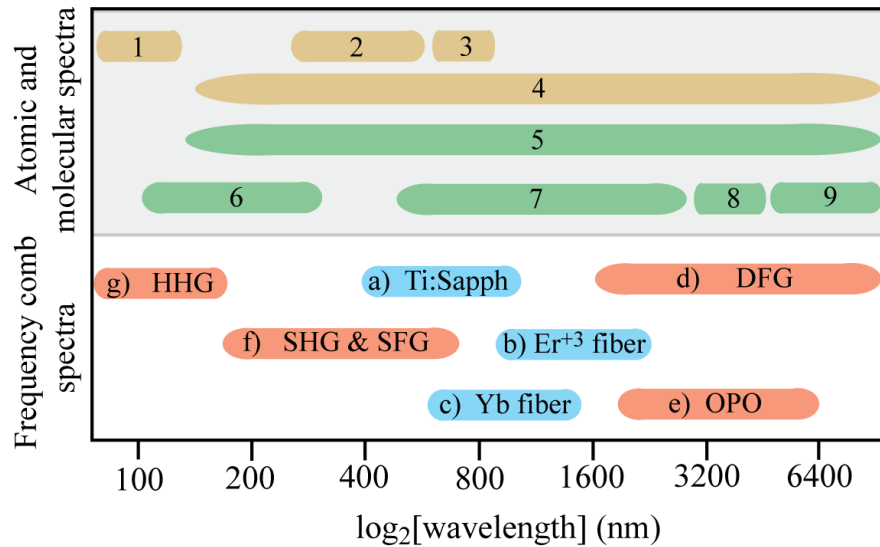 Atomic and
molecular spectra
1
2
3
4
5
6
7
8
9
Frequency comb
spectra
g) HHG
a) Ti:Sapph
d) DFG
f) SHG & SFG
b) Er⁺³ fiber
c) Yb fiber
e) OPO
100
200
400
800
1600
3200
6400
log₂[wavelength] (nm)